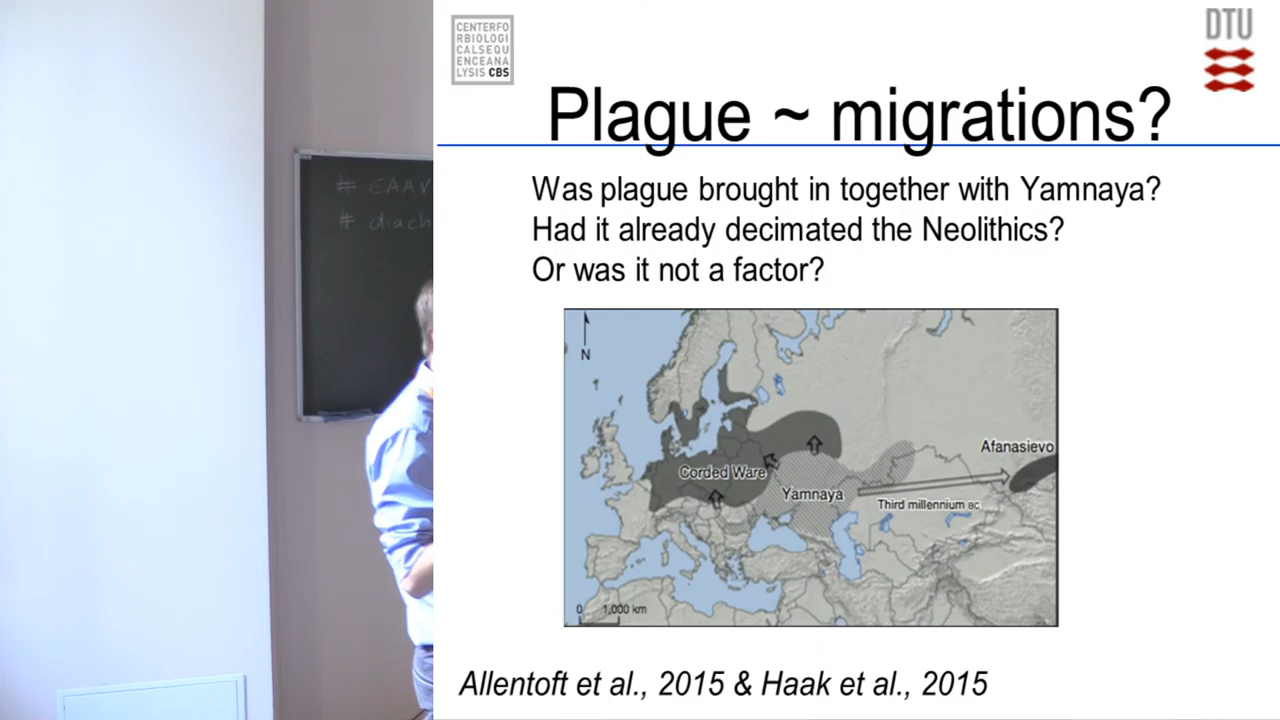 CENTERFO
RBIOLOGI
CALSEQU
ENCEANA
LYSIS CBS
DTU
Plague ~ migrations?
Was plague brought in together with Yamnaya?
Had it already decimated the Neolithics?
Or was it not a factor?
# EAAV
# diach
N
Afanasievo
Corded Ware
Yamnaya
Third millennium BC
0 1,000 km
Allentoft et al., 2015 & Haak et al., 2015